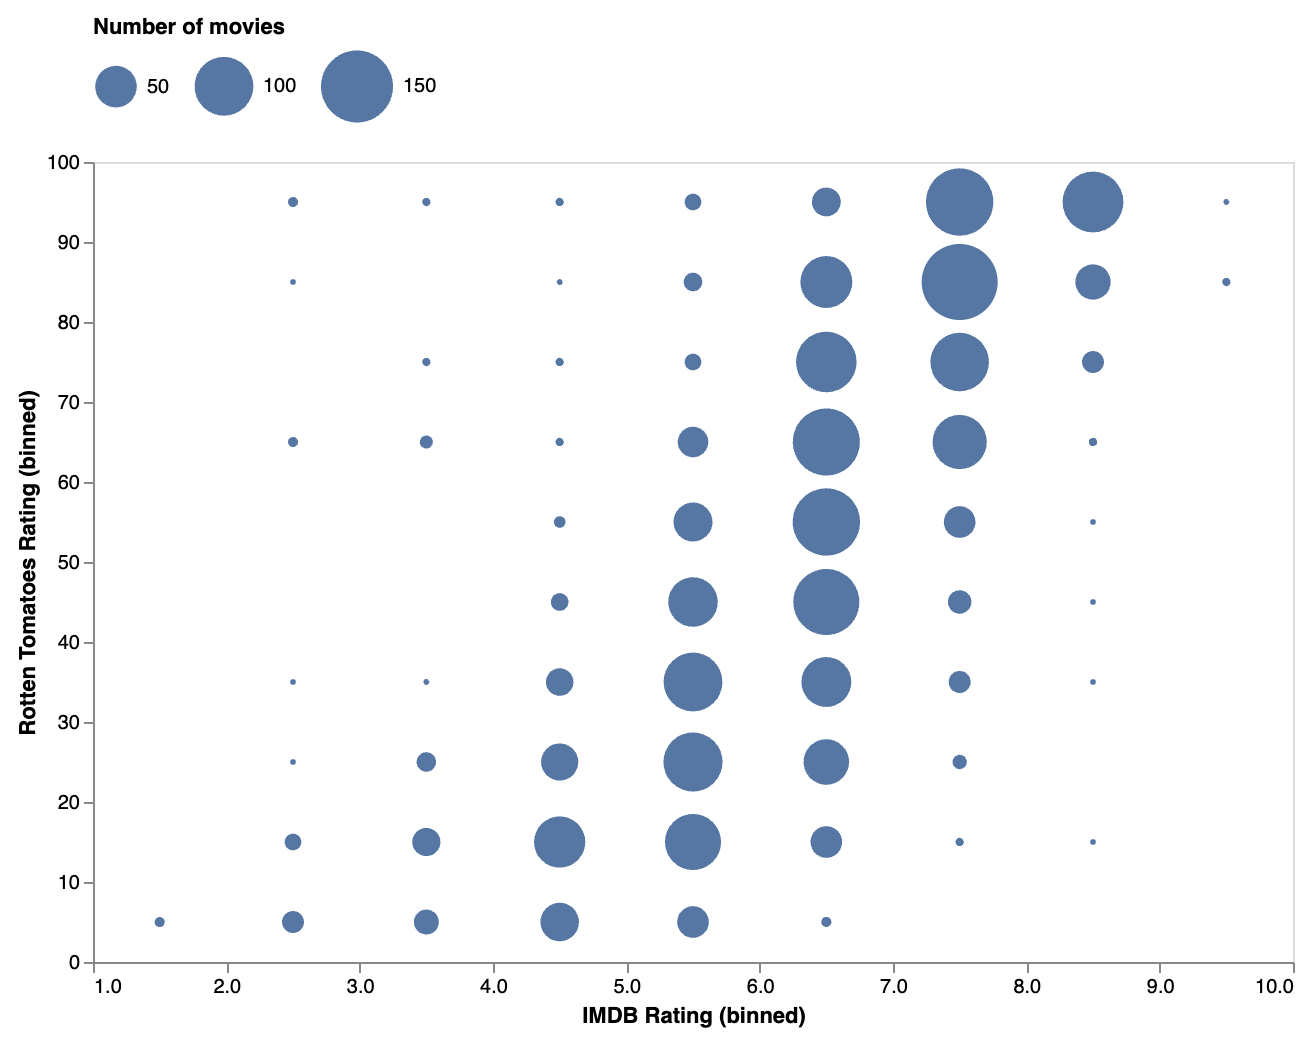 Number of movies
50 100 150
100
90
80
70
60
50
40
30
20
10
0
Rotten Tomatoes Rating (binned)
1.0 2.0 3.0 4.0 5.0 6.0 7.0 8.0 9.0 10.0
IMDB Rating (binned)